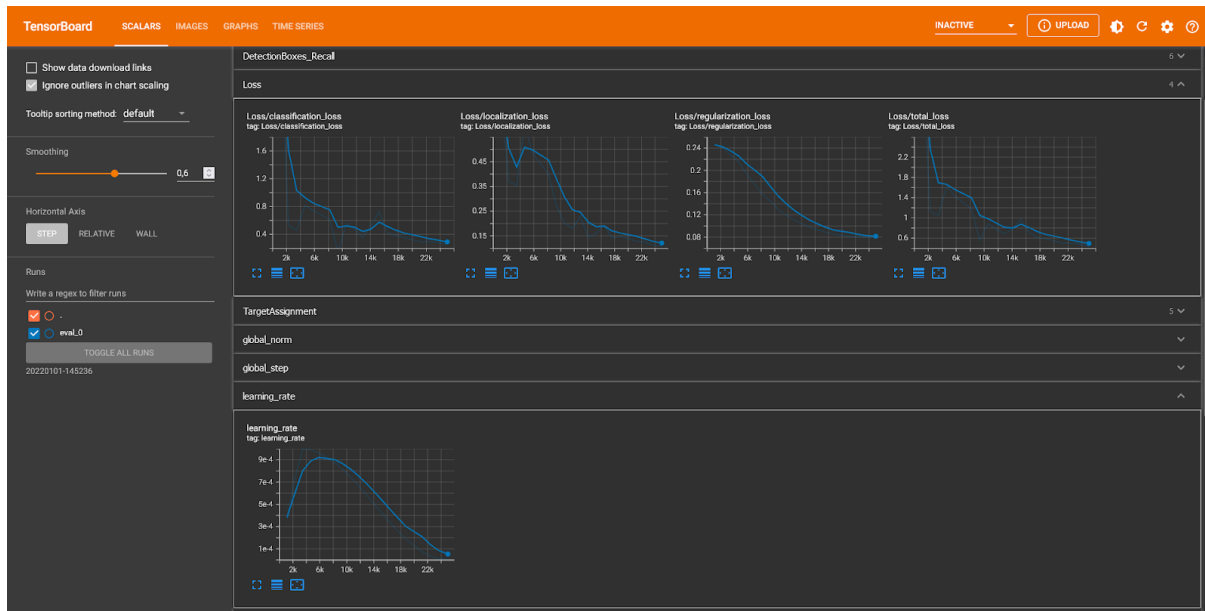 TensorBoard SCALARS IMAGES GRAPHS TIME SERIES INACTIVE UPLOAD
Show data download links
Ignore outliers in chart scaling
Tooltip sorting method: default
Smoothing
0,6
Horizontal Axis
STEP RELATIVE WALL
Runs
Write a regex to filter runs
.
eval_0
TOGGLE ALL RUNS
20220101-145236
DetectionBoxes_Recall 6
Loss 4
Loss/classification_loss
tag: Loss/classification_loss
1.6
1.2
0.8
0.4
2k 6k 10k 14k 18k 22k
Loss/localization_loss
tag: Loss/localization_loss
0.45
0.35
0.25
0.15
2k 6k 10k 14k 18k 22k
Loss/regularization_loss
tag: Loss/regularization_loss
0.24
0.2
0.16
0.12
0.08
2k 6k 10k 14k 18k 22k
Loss/total_loss
tag: Loss/total_loss
2.2
1.8
1.4
1
0.6
2k 6k 10k 14k 18k 22k
TargetAssignment 5
global_norm
global_step
learning_rate
learning_rate
tag: learning_rate
9e-4
7e-4
5e-4
3e-4
1e-4
2k 6k 10k 14k 18k 22k